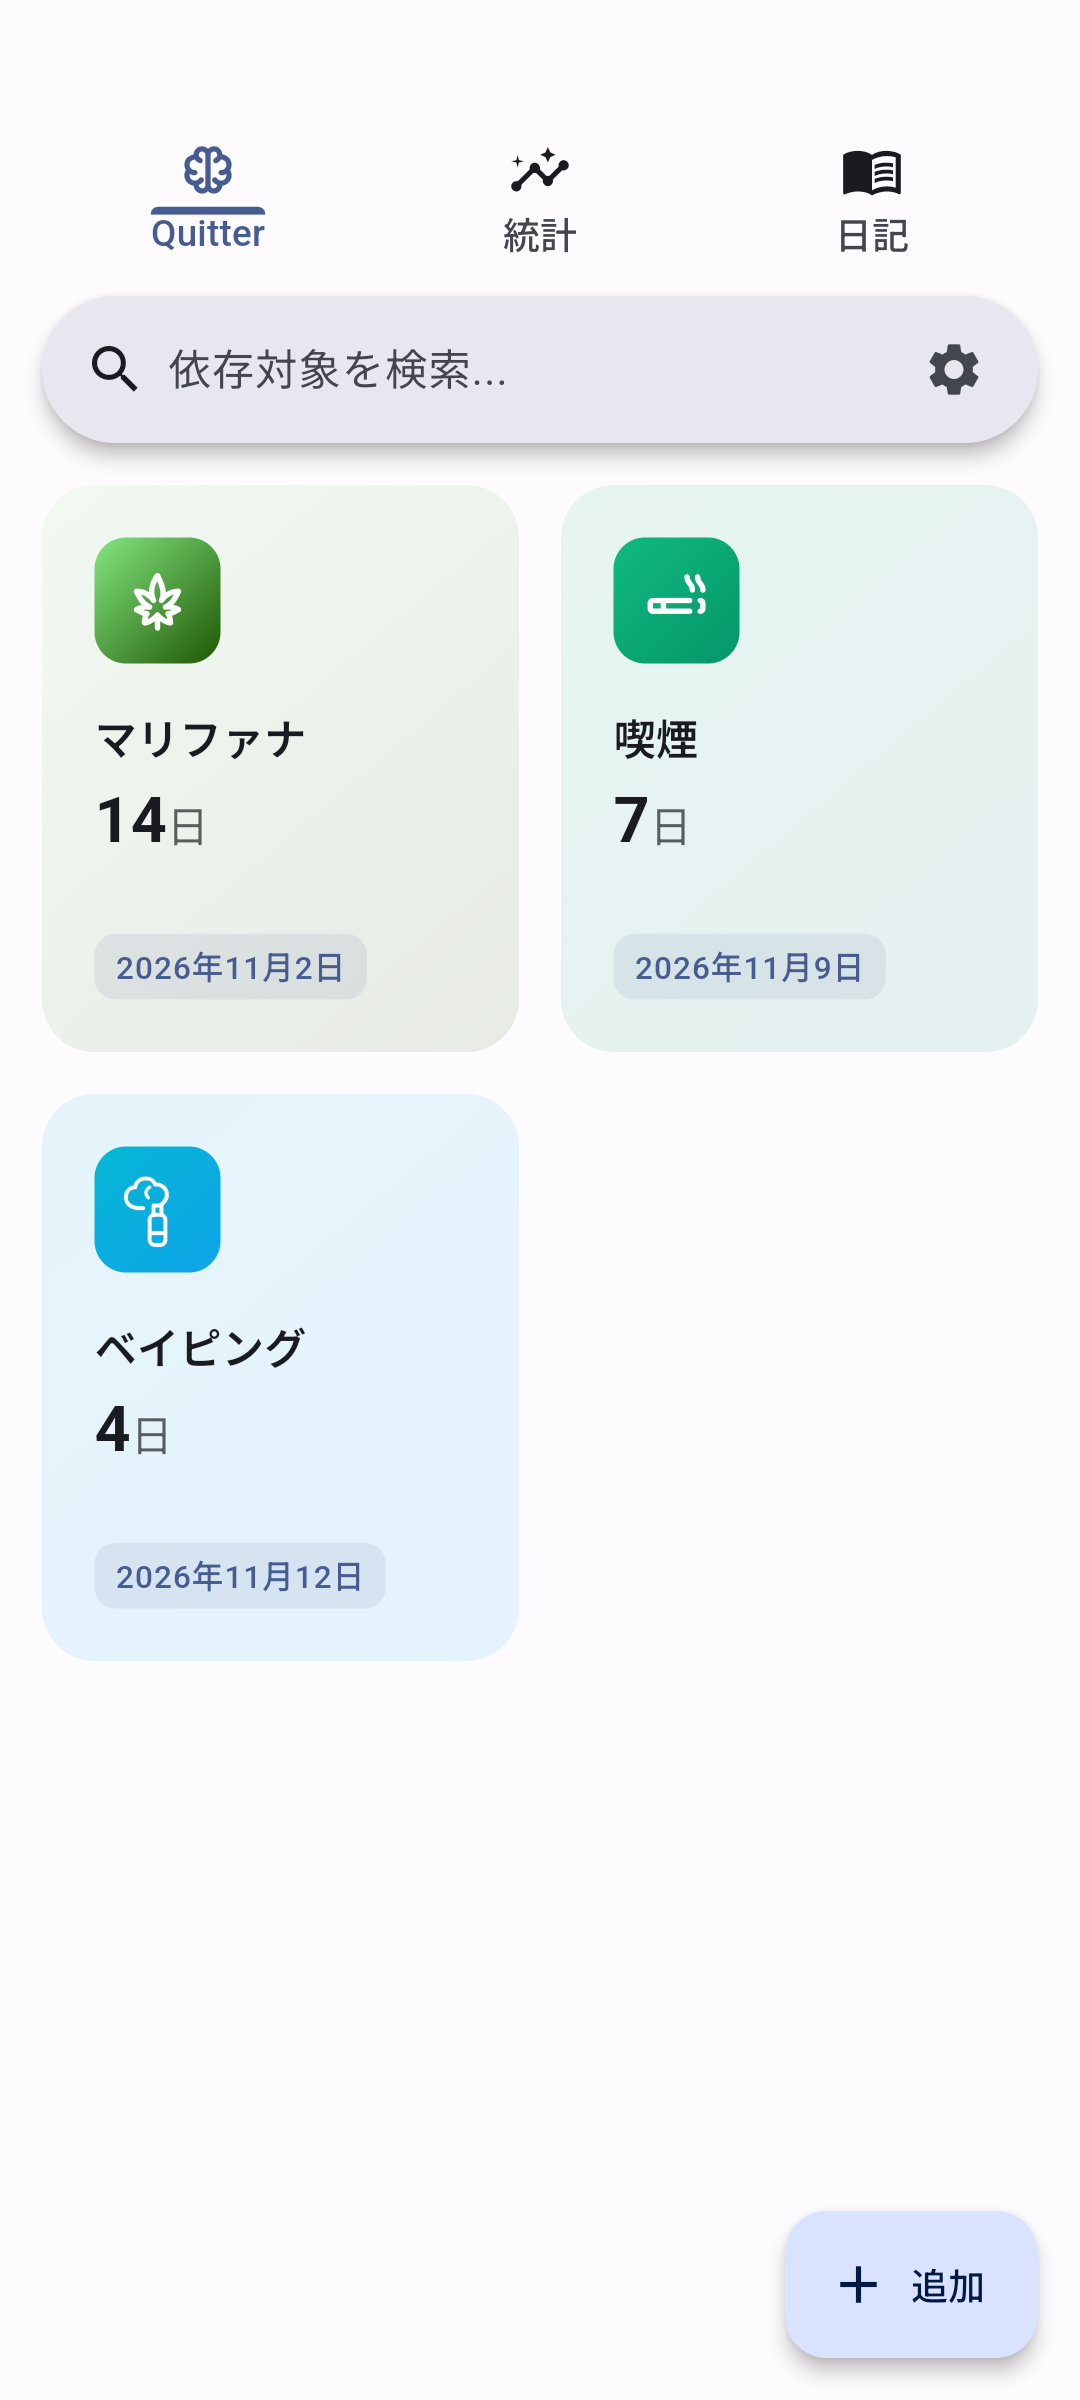 Quitter
統計
日記
依存対象を検索...
マリファナ
14日
2026年11月2日
喫煙
7日
2026年11月9日
ベイピング
4日
2026年11月12日
追加